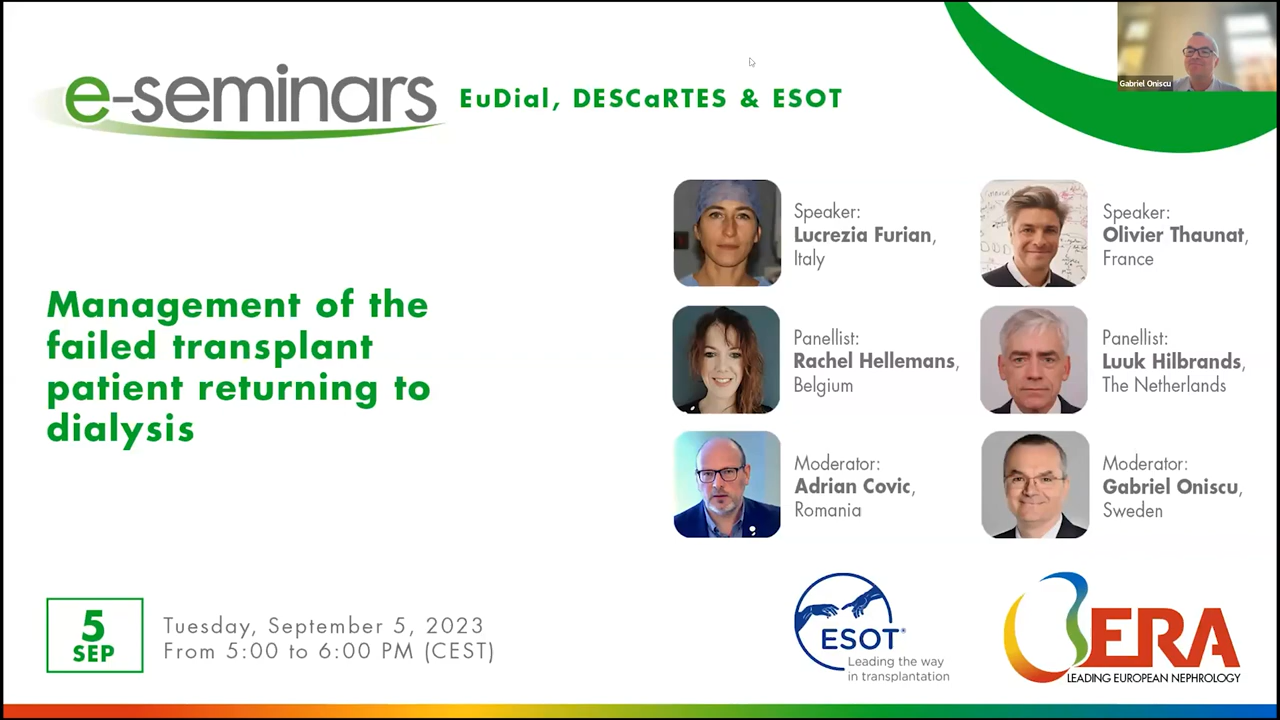 e-seminars
EuDial, DESCaRTES & ESOT
Gabriel Oniscu
Management of the
failed transplant
patient returning to
dialysis
Speaker:
Lucrezia Furian,
Italy
Speaker:
Olivier Thaunat,
France
Panellist:
Rachel Hellemans,
Belgium
Panellist:
Luuk Hilbrands,
The Netherlands
Moderator:
Adrian Covic,
Romania
Moderator:
Gabriel Oniscu,
Sweden
5
SEP
Tuesday, September 5, 2023
From 5:00 to 6:00 PM (CEST)
ESOT®
Leading the way
in transplantation
ERA
LEADING EUROPEAN NEPHROLOGY